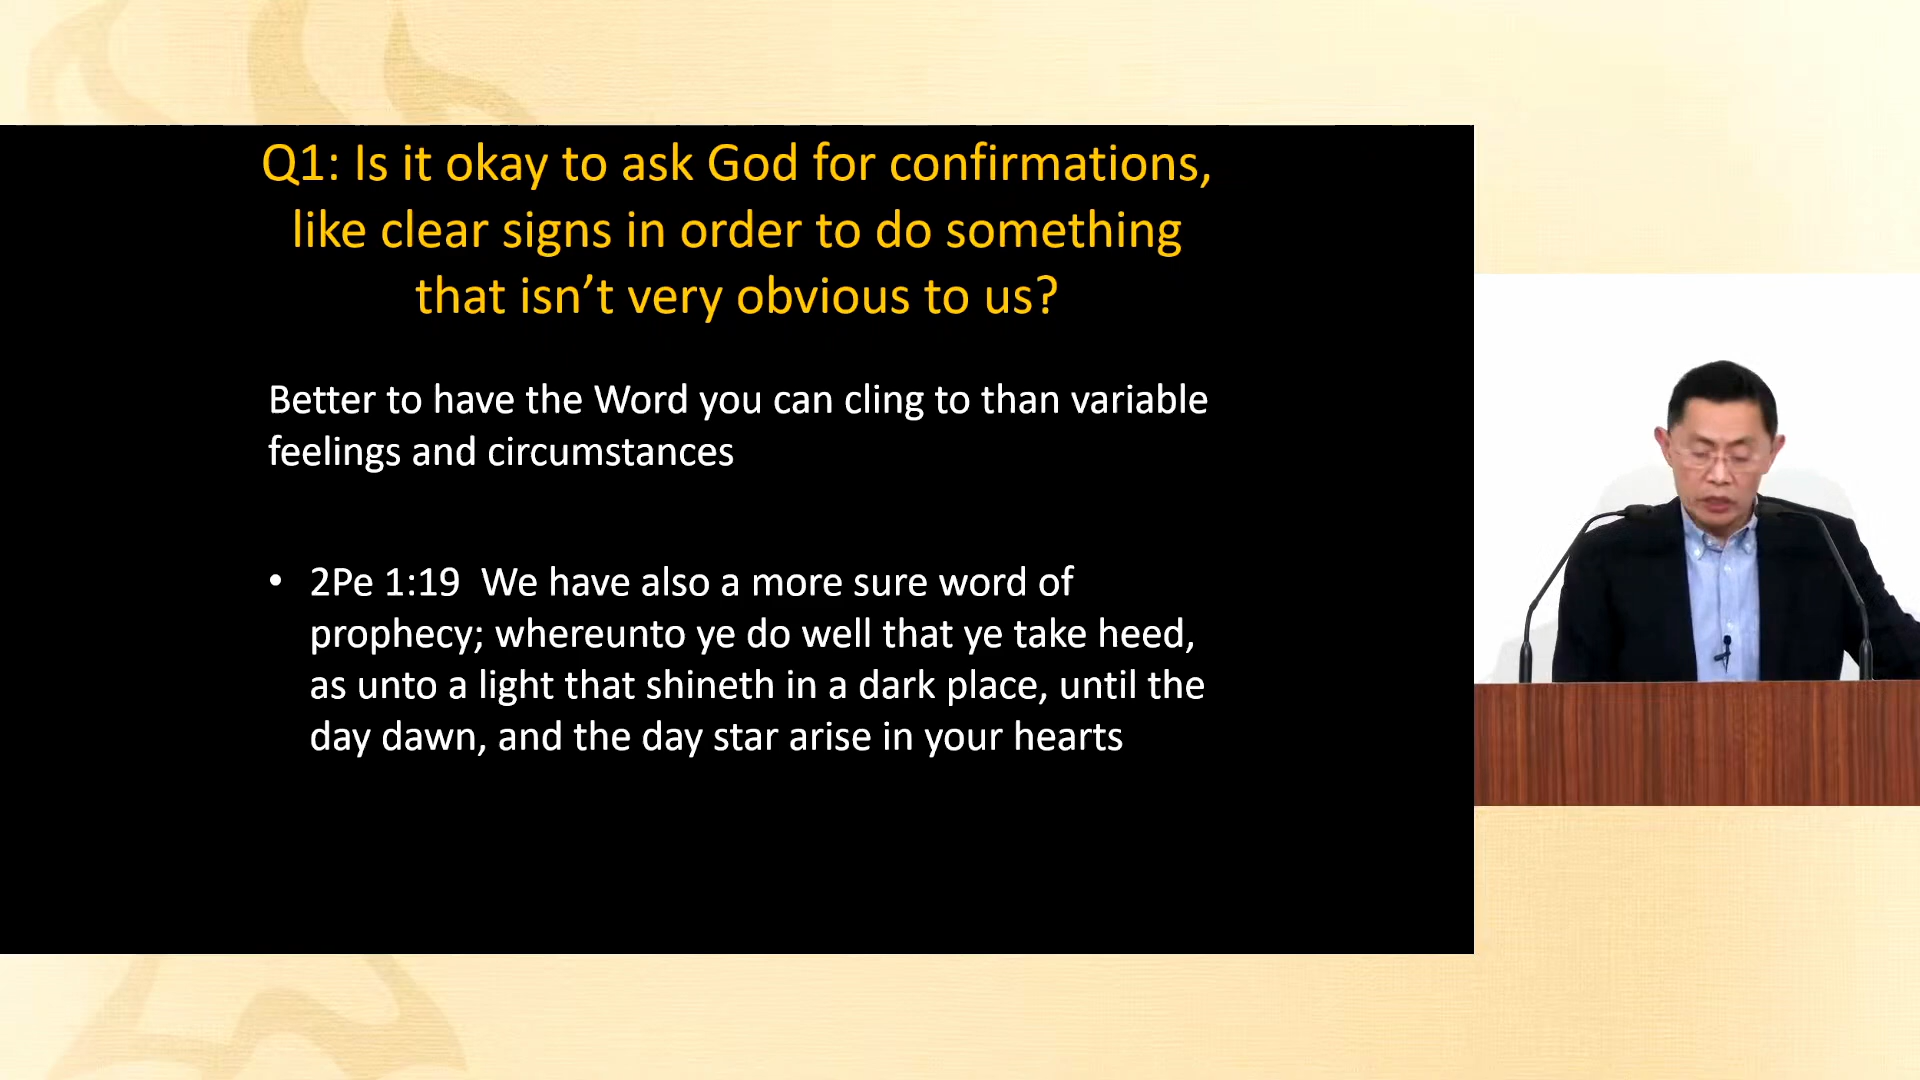 Q1: Is it okay to ask God for confirmations,
like clear signs in order to do something
that isn’t very obvious to us?
Better to have the Word you can cling to than variable
feelings and circumstances
• 2Pe 1:19  We have also a more sure word of
prophecy; whereunto ye do well that ye take heed,
as unto a light that shineth in a dark place, until the
day dawn, and the day star arise in your hearts